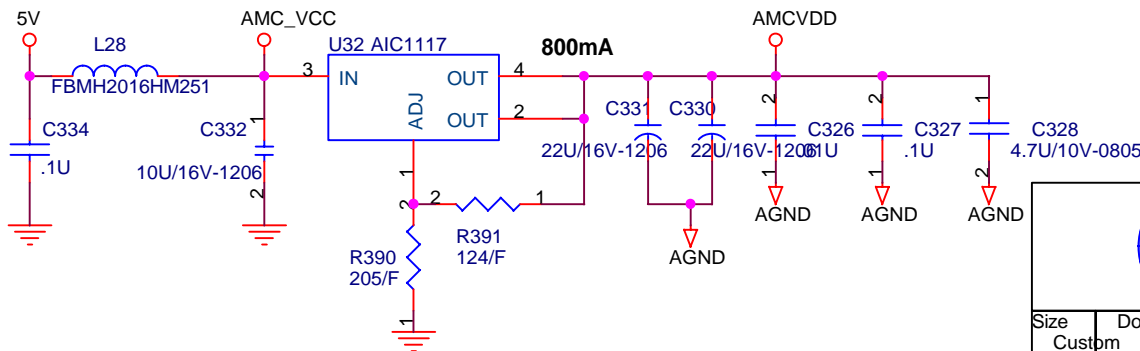 5V
AMC_VCC
AMCVDD
L28
FBMH2016HM251
U32 AIC1117
800mA
3
IN
OUT
4
OUT
2
ADJ
1
C334
.1U
C332
1
10U/16V-1206
2
C331
22U/16V-1206
C330
22U/16V-1206
2
C326
1
2
C327
.1U
1
1
C328
4.7U/10V-0805
2
AGND
AGND
AGND
AGND
2
R391
124/F
1
2
R390
205/F
1
Size
Custom
Do